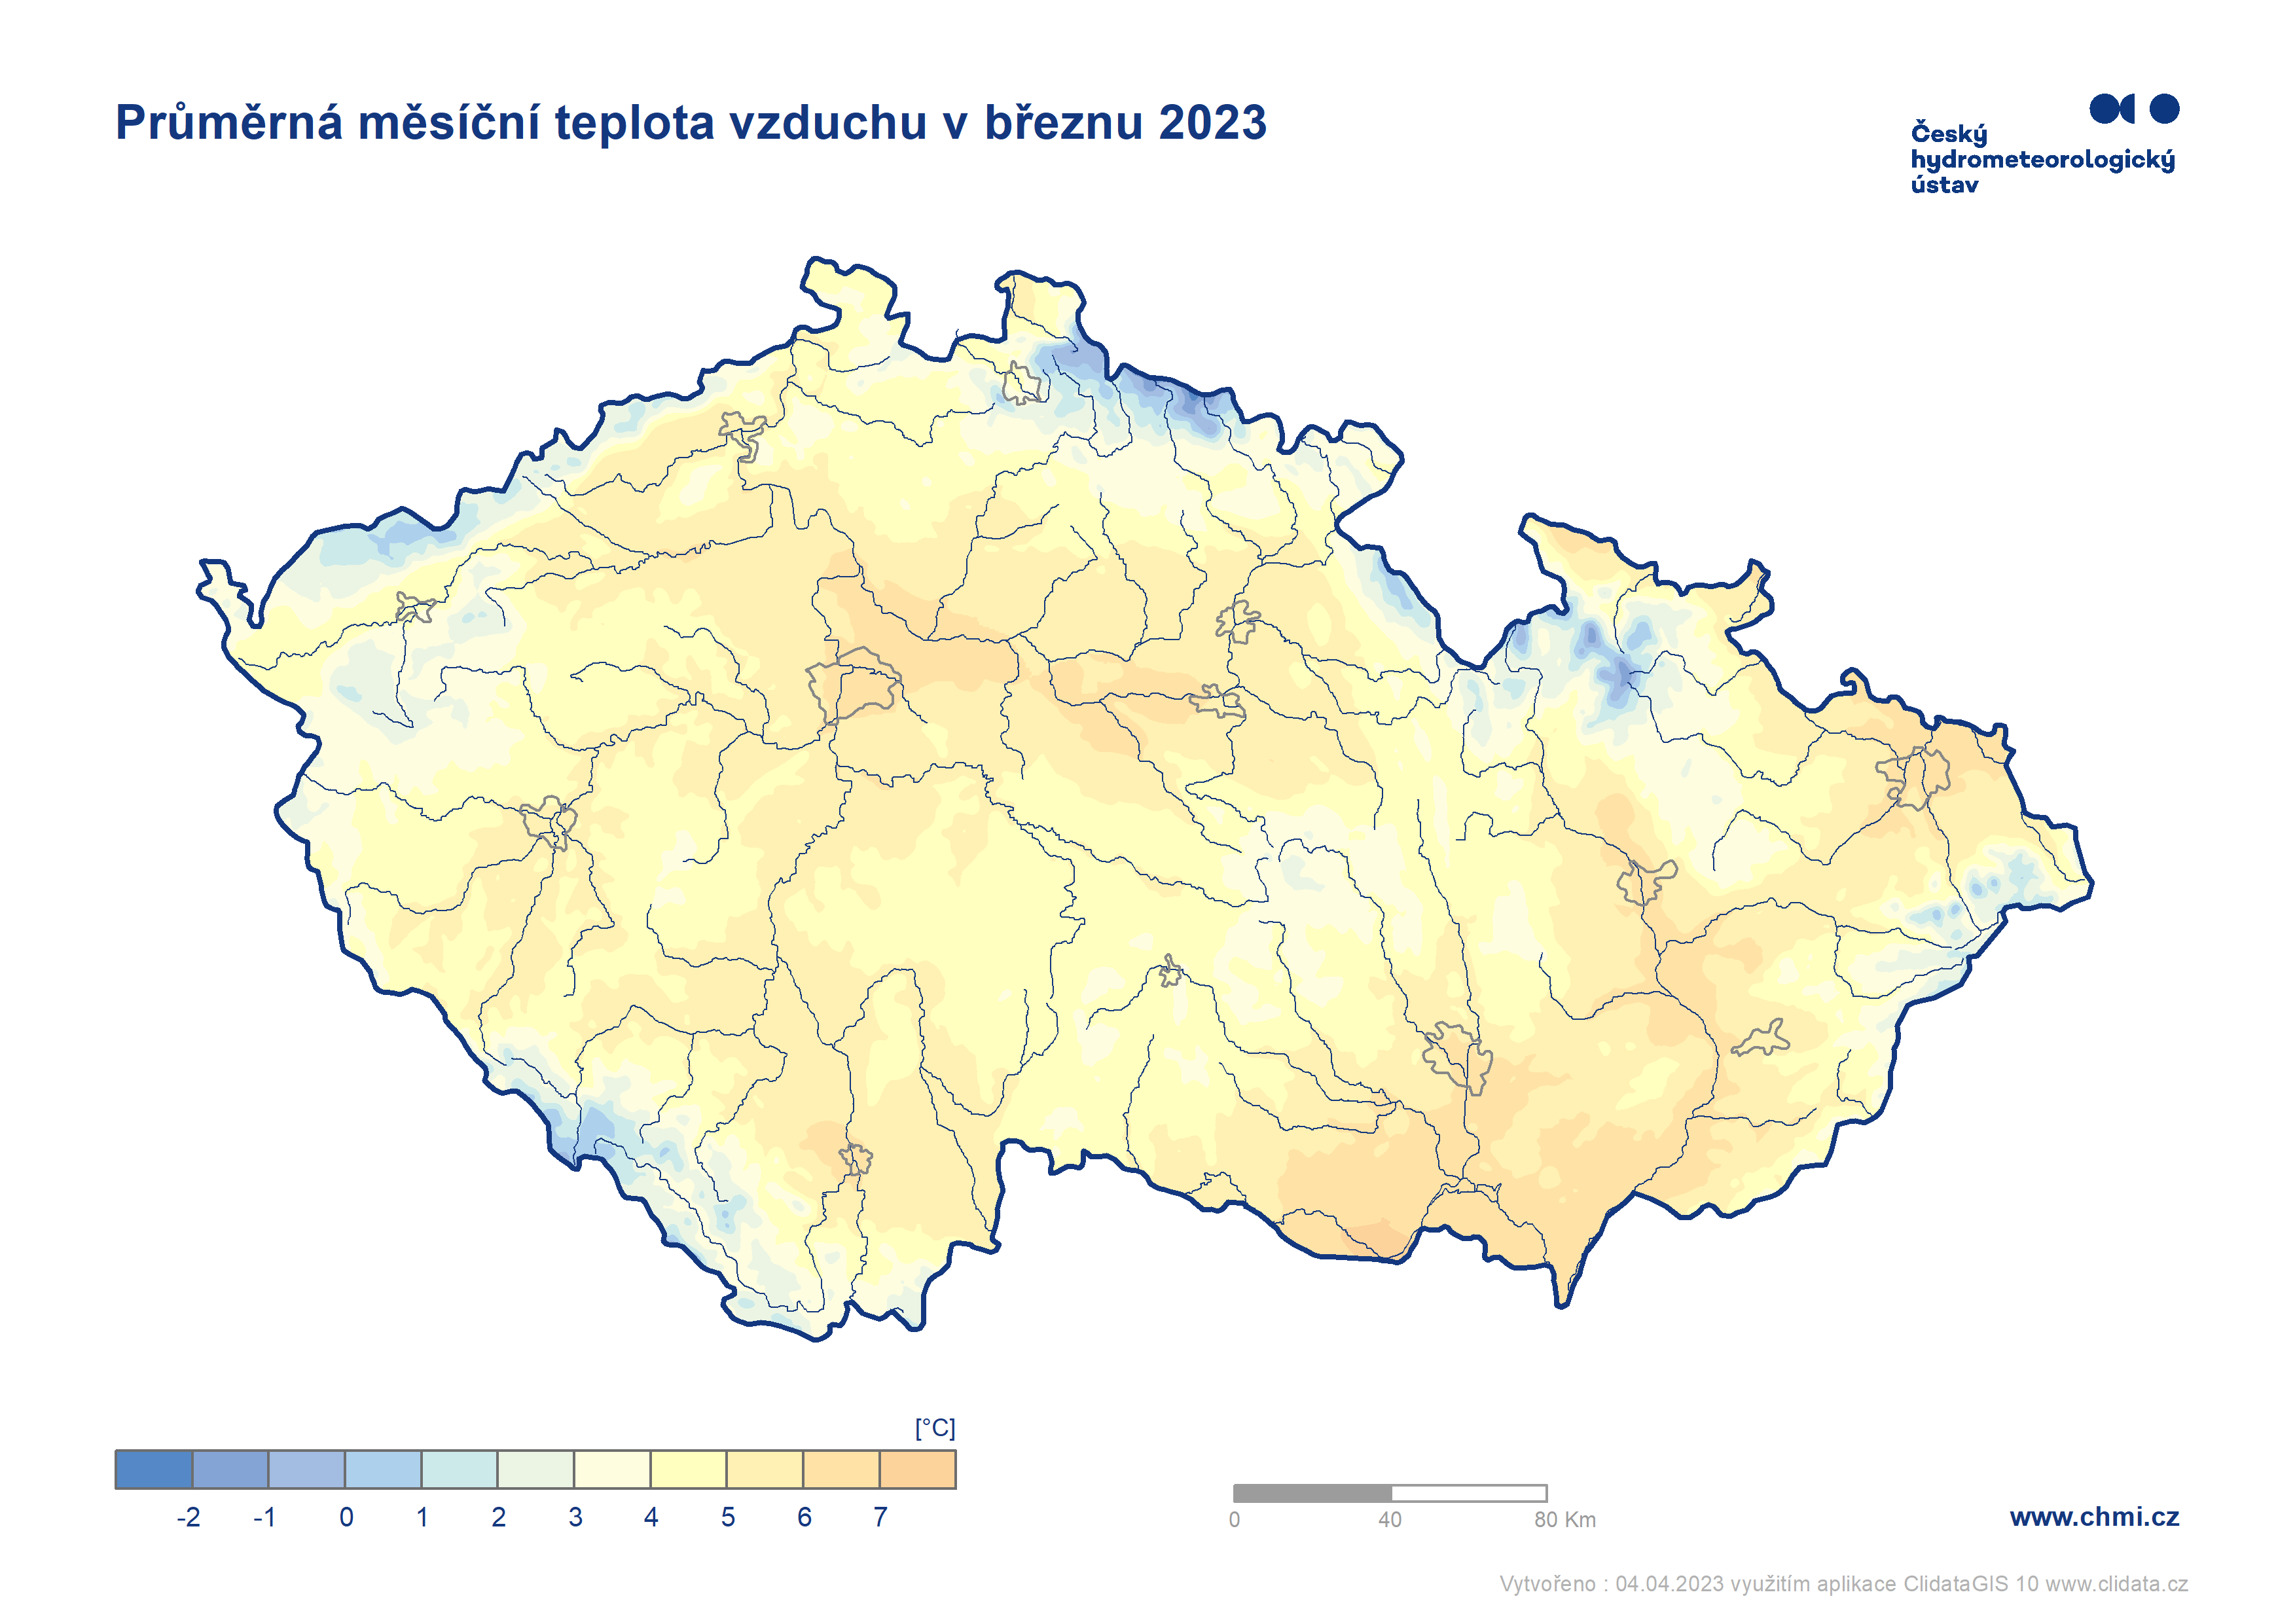 Průměrná měsíční teplota vzduchu v březnu 2023
Český
hydrometeorologický
ústav
[°C]
-2 -1 0 1 2 3 4 5 6 7
0 40 80 Km
www.chmi.cz
Vytvořeno : 04.04.2023 využitím aplikace ClidataGIS 10 www.clidata.cz